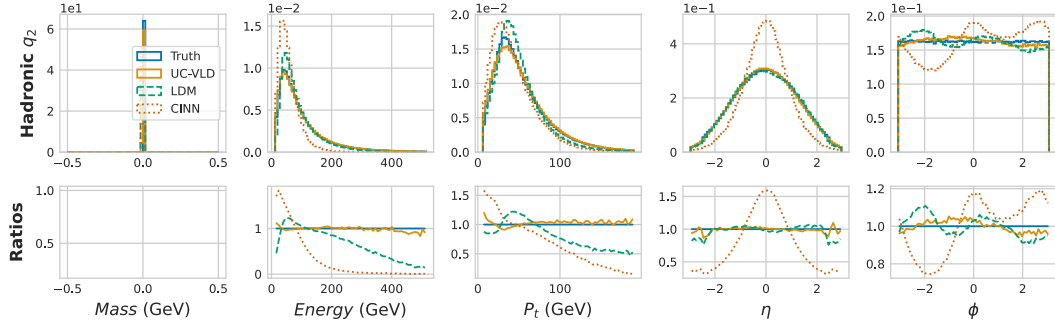 1e1 1e−2 1e−2 1e−1 1e−1
Hadronic q2
6 4 2 0
Truth
UC-VLD
LDM
CINN
−0.5 0.0 0.5
1.5 1.0 0.5 0.0
0 200 400
2.0 1.5 1.0 0.5 0.0
100
4 2 0
−2 0 2
1.5 1.0 0.5 0.0
−2 0 2
Ratios
1.0 0.5
−0.5 0.0 0.5
Mass (GeV)
1 0
0 200 400
Energy (GeV)
1.5 1.0 0.5
0 100
Pt (GeV)
1.5 1.0 0.5
−2 0 2
η
1.2 1.0 0.8
−2 0 2
ϕ